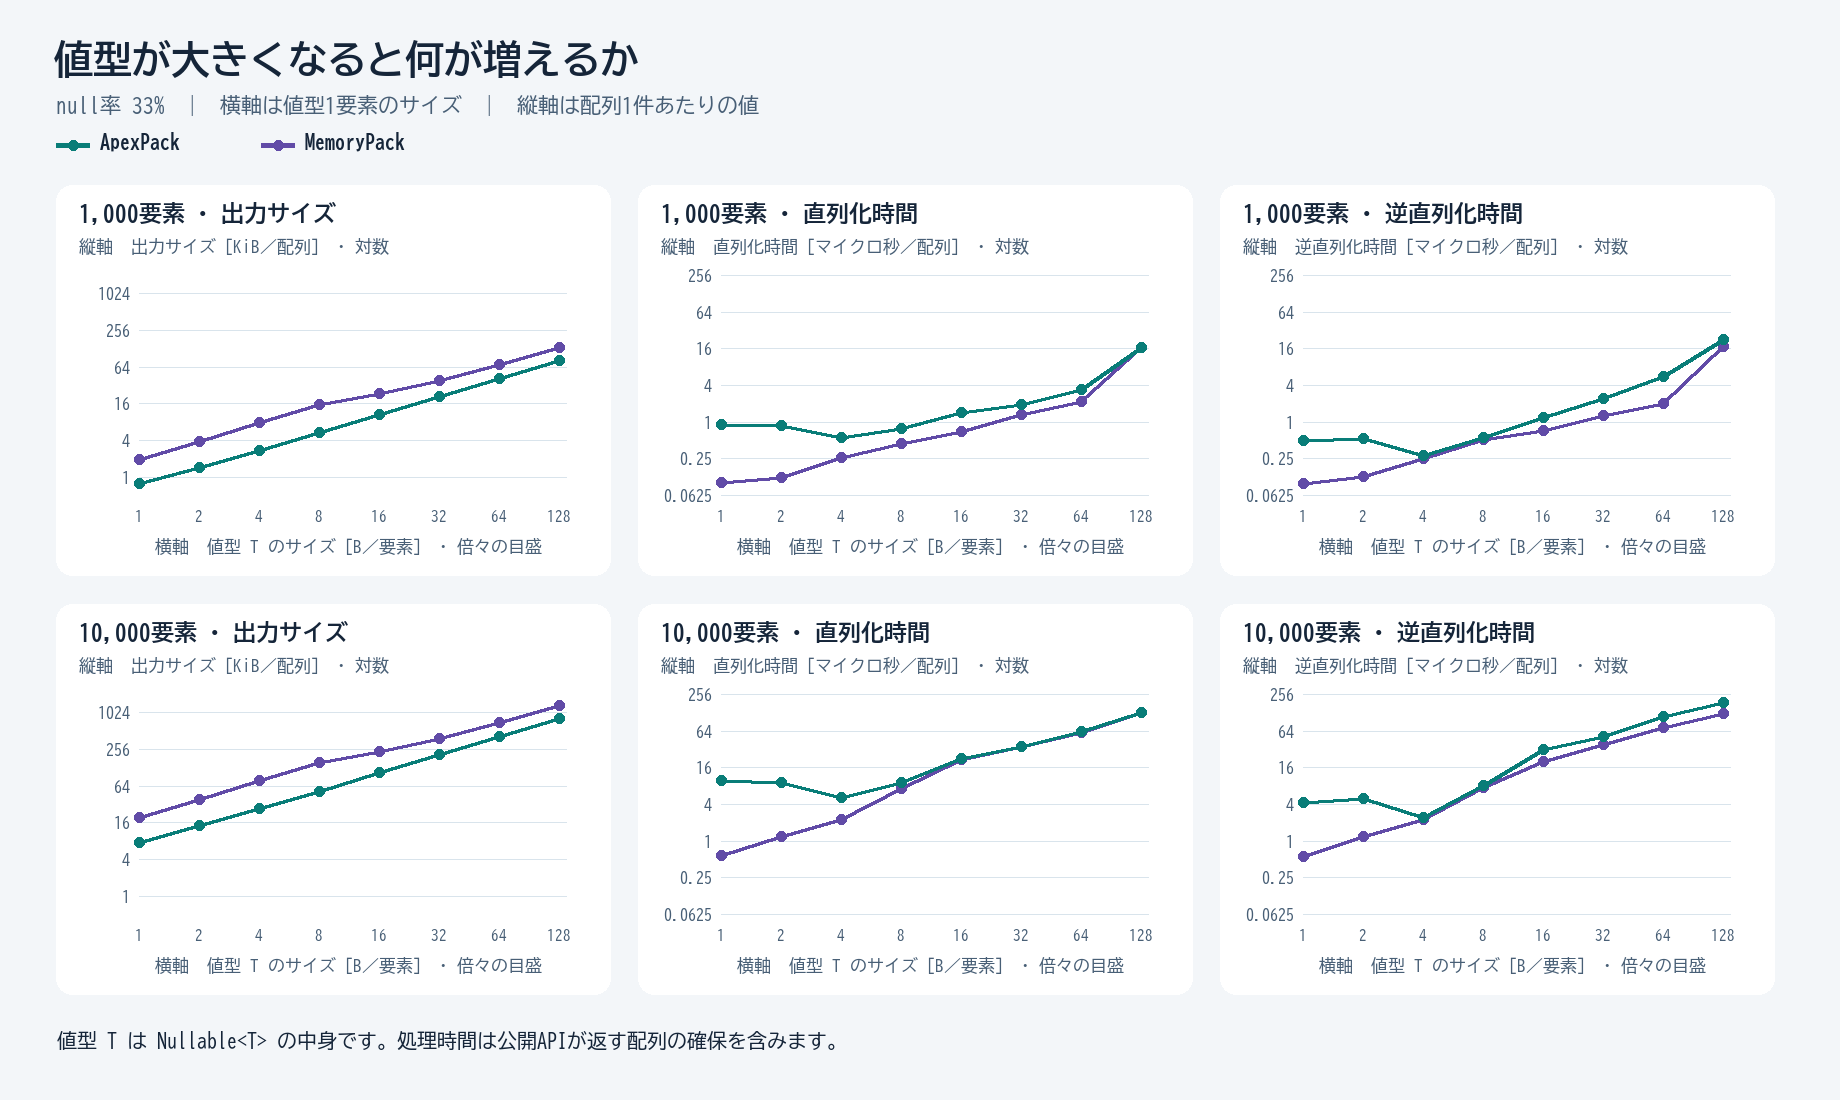 値型が大きくなると何が増えるか
null率 33% ｜ 横軸は値型1要素のサイズ ｜ 縦軸は配列1件あたりの値
ApexPack MemoryPack
1,000要素 ・ 出力サイズ
縦軸 出力サイズ [KiB／配列] ・ 対数
1024
256
64
16
4
1
1 2 4 8 16 32 64 128
横軸 値型 T のサイズ [B／要素] ・ 倍々の目盛
1,000要素 ・ 直列化時間
縦軸 直列化時間 [マイクロ秒／配列] ・ 対数
256
64
16
4
1
0.25
0.0625
1 2 4 8 16 32 64 128
横軸 値型 T のサイズ [B／要素] ・ 倍々の目盛
1,000要素 ・ 逆直列化時間
縦軸 逆直列化時間 [マイクロ秒／配列] ・ 対数
256
64
16
4
1
0.25
0.0625
1 2 4 8 16 32 64 128
横軸 値型 T のサイズ [B／要素] ・ 倍々の目盛
10,000要素 ・ 出力サイズ
縦軸 出力サイズ [KiB／配列] ・ 対数
1024
256
64
16
4
1
1 2 4 8 16 32 64 128
横軸 値型 T のサイズ [B／要素] ・ 倍々の目盛
10,000要素 ・ 直列化時間
縦軸 直列化時間 [マイクロ秒／配列] ・ 対数
256
64
16
4
1
0.25
0.0625
1 2 4 8 16 32 64 128
横軸 値型 T のサイズ [B／要素] ・ 倍々の目盛
10,000要素 ・ 逆直列化時間
縦軸 逆直列化時間 [マイクロ秒／配列] ・ 対数
256
64
16
4
1
0.25
0.0625
1 2 4 8 16 32 64 128
横軸 値型 T のサイズ [B／要素] ・ 倍々の目盛
値型 T は Nullable<T> の中身です。処理時間は公開APIが返す配列の確保を含みます。